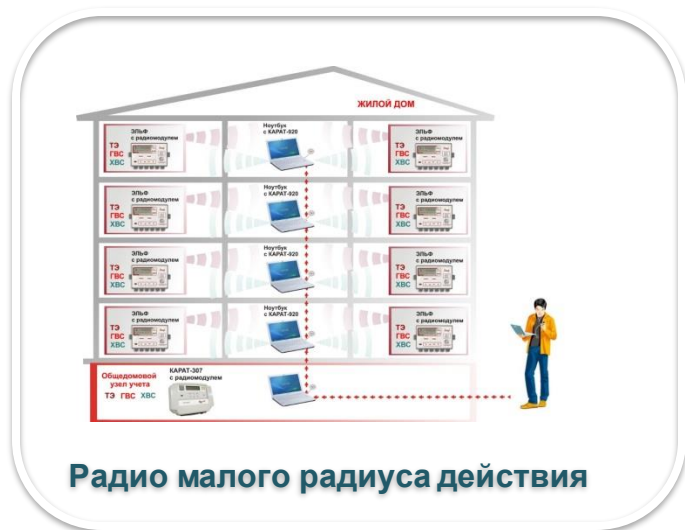 ЖИЛОЙ ДОМ
ЭЛЬФ
с радиомодулем
ТЭ
ГВС
ХВС
Ноутбук
с КАРАТ-920
ЭЛЬФ
с радиомодулем
ТЭ
ГВС
ХВС
ЭЛЬФ
с радиомодулем
ТЭ
ГВС
ХВС
Ноутбук
с КАРАТ-920
ЭЛЬФ
с радиомодулем
ТЭ
ГВС
ХВС
ЭЛЬФ
с радиомодулем
ТЭ
ГВС
ХВС
Ноутбук
с КАРАТ-920
ЭЛЬФ
с радиомодулем
ТЭ
ГВС
ХВС
ЭЛЬФ
с радиомодулем
ТЭ
ГВС
ХВС
Ноутбук
с КАРАТ-920
ЭЛЬФ
с радиомодулем
ТЭ
ГВС
ХВС
Общедомовой
узел учета
ТЭ ГВС ХВС
КАРАТ-307
с радиомодулем
Радио малого радиуса действия